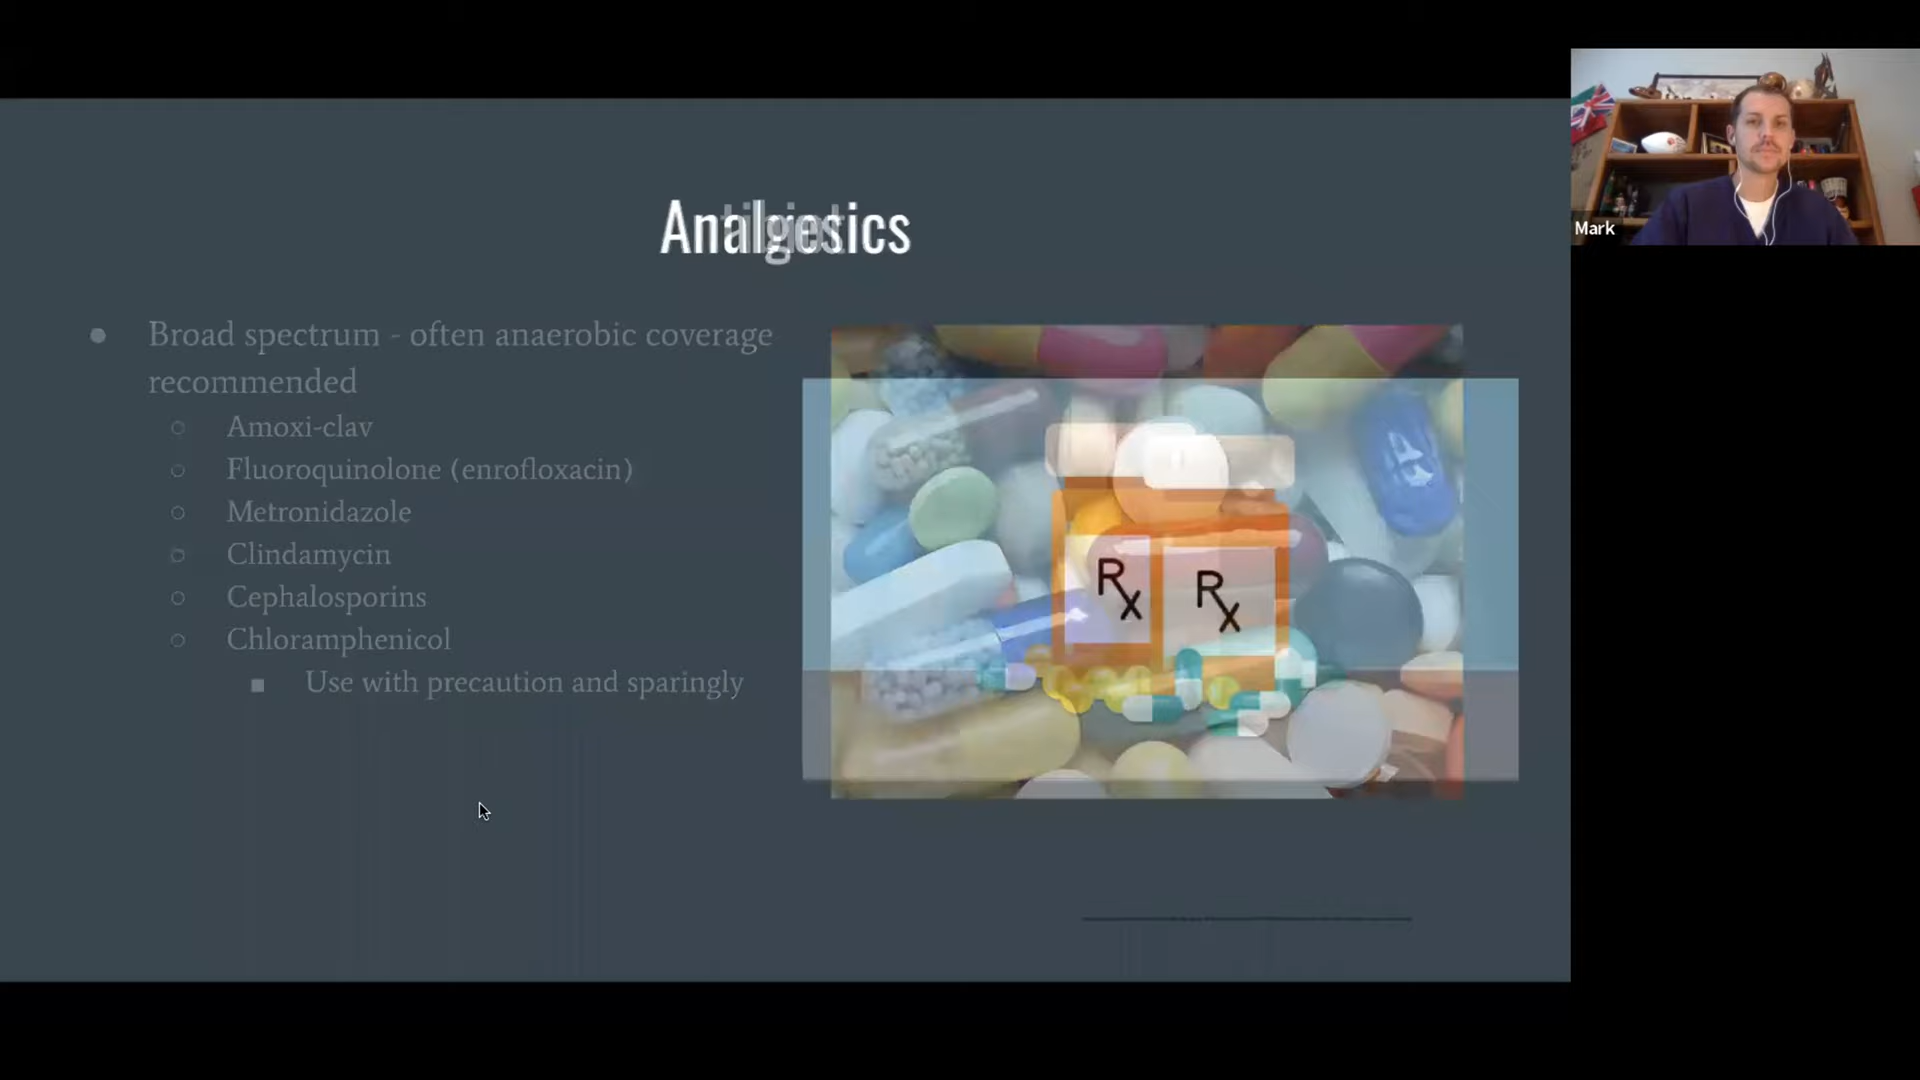 Analgesics
● Broad spectrum - often anaerobic coverage
recommended
○ Amoxi-clav
○ Fluoroquinolone (enrofloxacin)
○ Metronidazole
○ Clindamycin
○ Cephalosporins
○ Chloramphenicol
■ Use with precaution and sparingly
Rx Rx
Mark